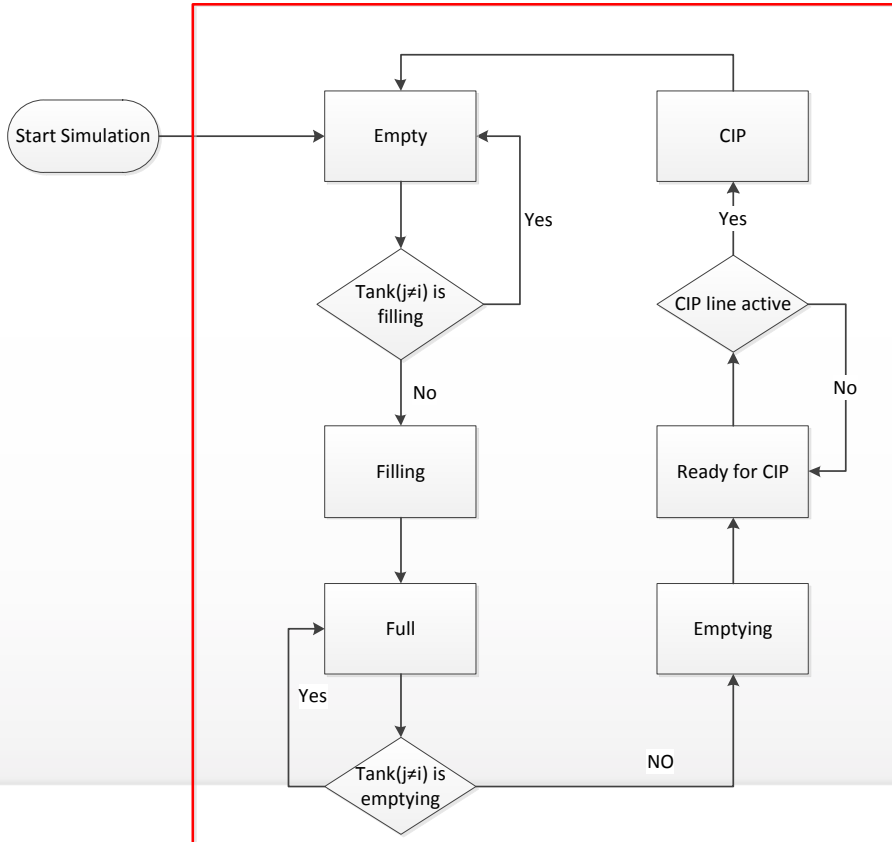 Start Simulation
Empty
CIP
Yes
Yes
Tank(j≠i) is
filling
CIP line active
No
No
Filling
Ready for CIP
Full
Emptying
Yes
Tank(j≠i) is
emptying
NO